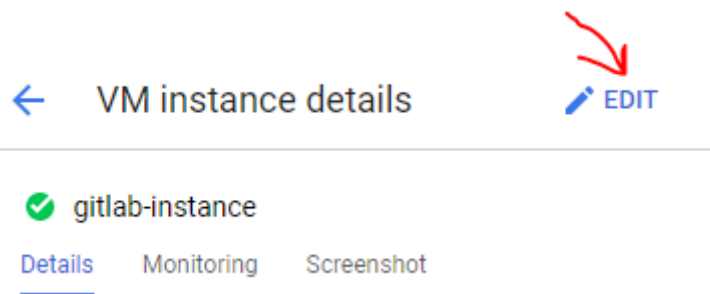 VM instance details
EDIT
gitlab-instance
Details Monitoring Screenshot